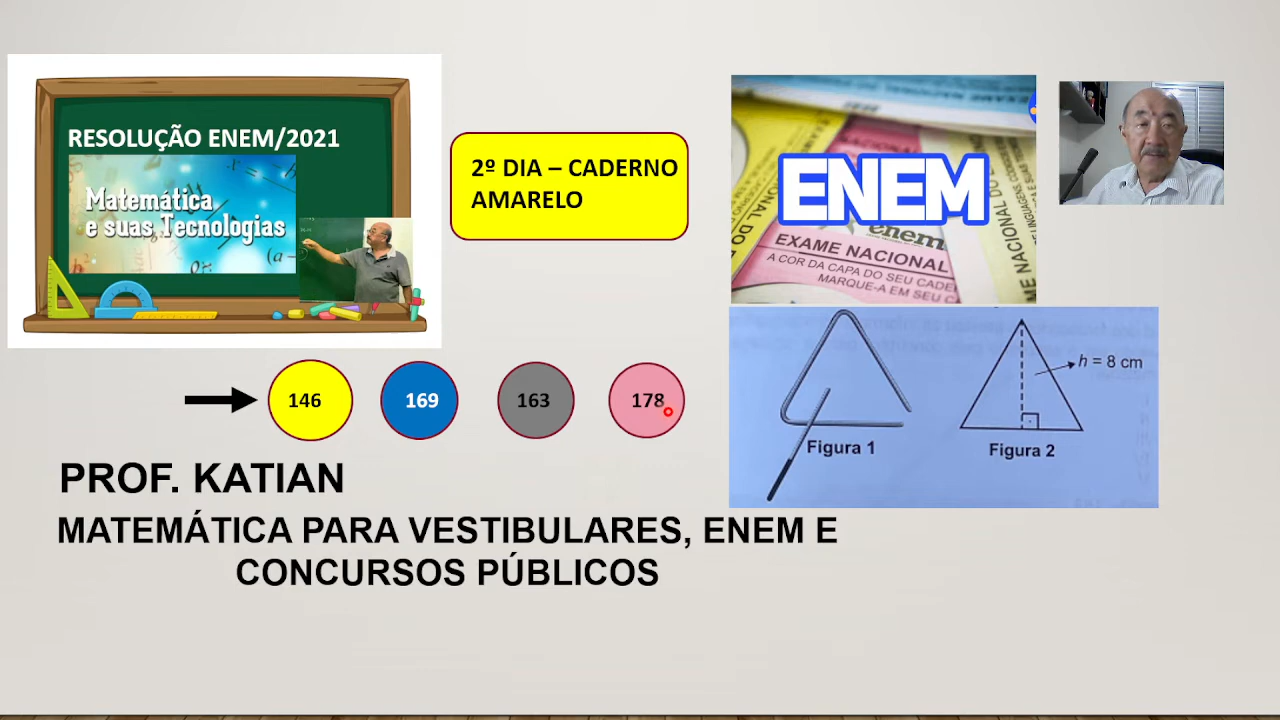 RESOLUÇÃO ENEM/2021
Matemática
e suas Tecnologias
2º DIA – CADERNO
AMARELO
ENEM
enem
EXAME NACIONAL
A COR DA CAPA DO SEU CADE
MARQUE-A EM SEU C
146
169
163
178
h = 8 cm
Figura 1
Figura 2
PROF. KATIAN
MATEMÁTICA PARA VESTIBULARES, ENEM E
CONCURSOS PÚBLICOS